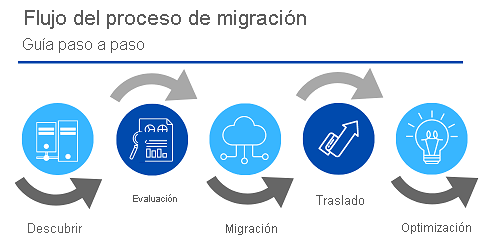 Flujo del proceso de migración
Guía paso a paso
Descubrir
Evaluación
Migración
Traslado
Optimización